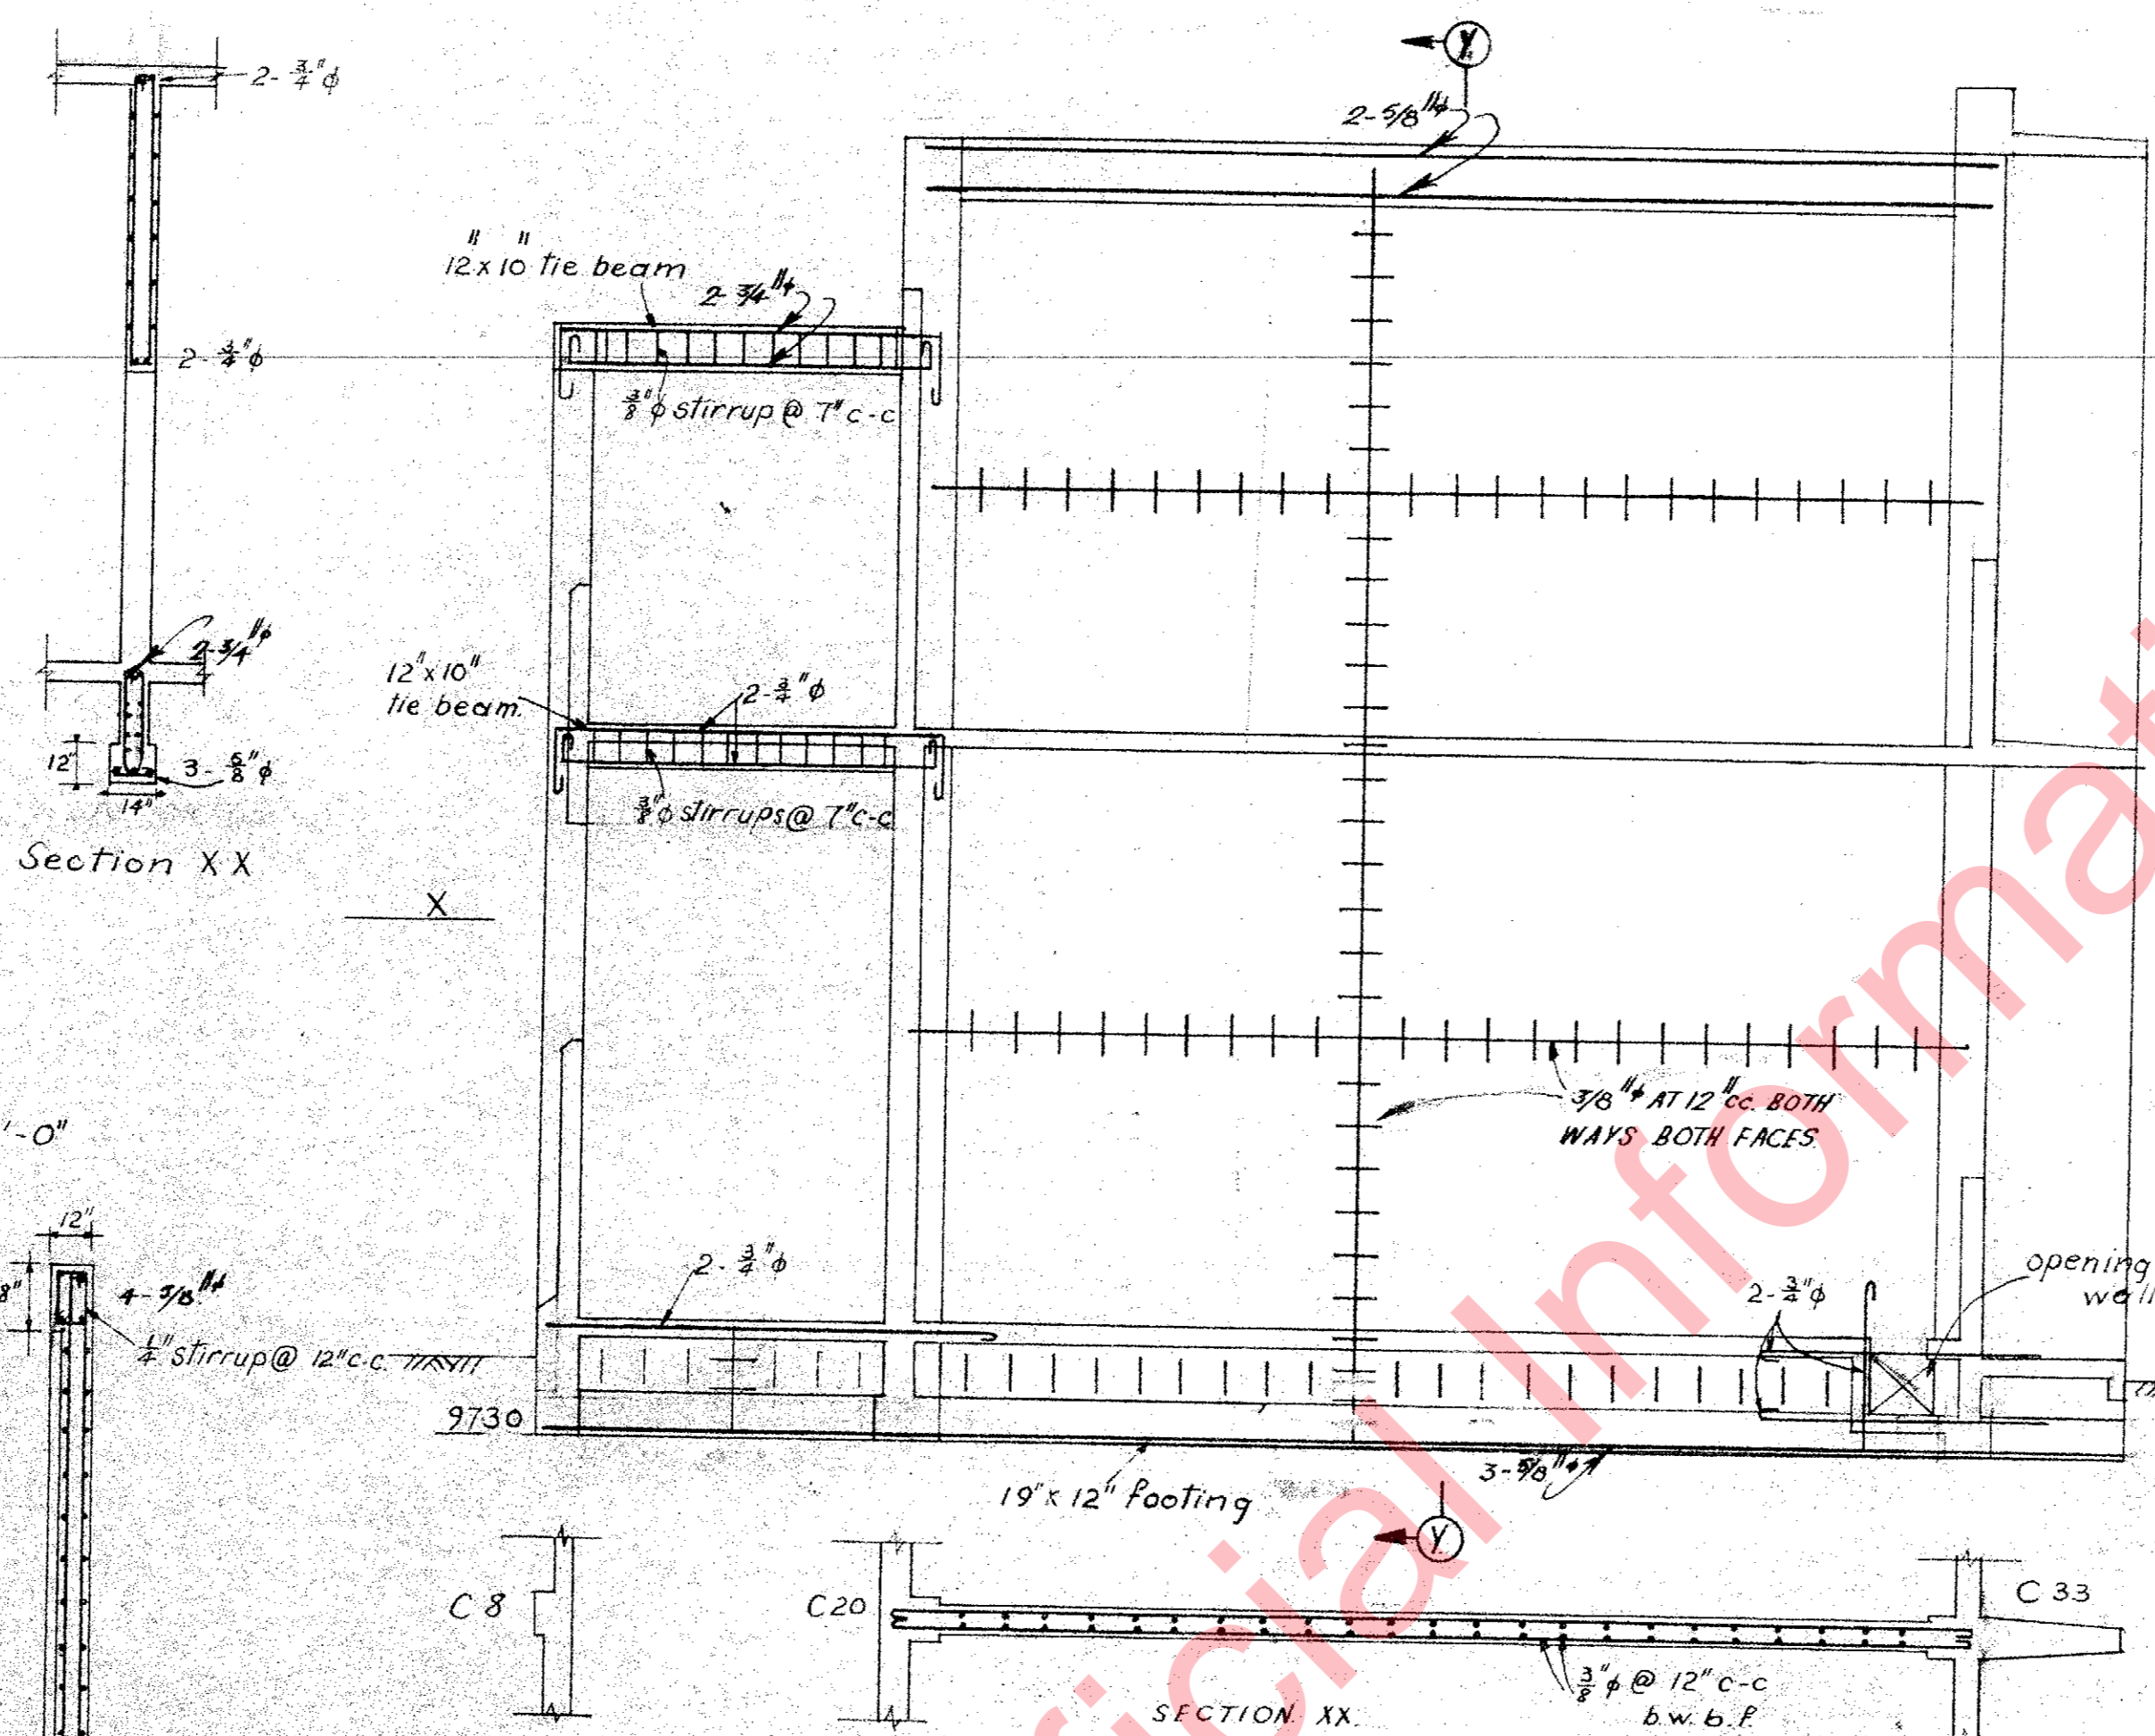 2-3/4"φ
Y
2-5/8"φ
12"x10" tie beam
2-3/4"φ
2-3/4"φ
3/8"φ stirrup @ 7"c-c
2-3/4"φ
12"x10"
tie beam.
2-3/4"φ
12"
3-5/8"φ
14"
3/8"φ stirrups @ 7"c-c
Section XX
X
3/8"φ AT 12"cc. BOTH
WAYS BOTH FACES
'-0"
12"
2-3/4"φ
opening
wall
2-3/4"φ
8"
4-5/8"φ
1/4" stirrup @ 12"c.c.
9730
3-5/8"φ
19"x12" footing
Y
C8
C20
C33
3/8"φ @ 12"c-c
b.w.b.f
SECTION XX.
ficial Informati